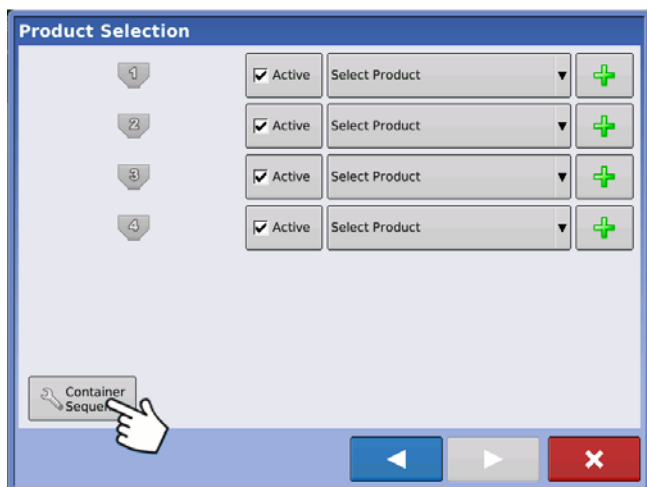 Product Selection
1 Active Select Product
2 Active Select Product
3 Active Select Product
4 Active Select Product
Container